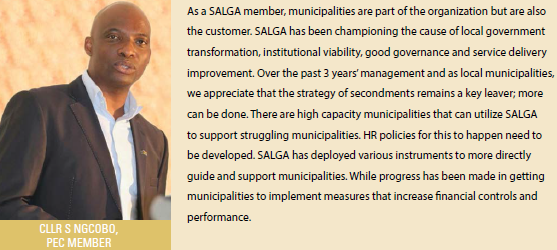 As a SALGA member, municipalities are part of the organization but are also
the customer. SALGA has been championing the cause of local government
transformation, institutional viability, good governance and service delivery
improvement. Over the past 3 years' management and as local municipalities,
we appreciate that the strategy of secondments remains a key leaver; more
can be done. There are high capacity municipalities that can utilize SALGA
to support struggling municipalities. HR policies for this to happen need to
be developed. SALGA has deployed various instruments to more directly
guide and support municipalities. While progress has been made in getting
municipalities to implement measures that increase financial controls and
performance.
CLLR S NGCOBO,
PEC MEMBER